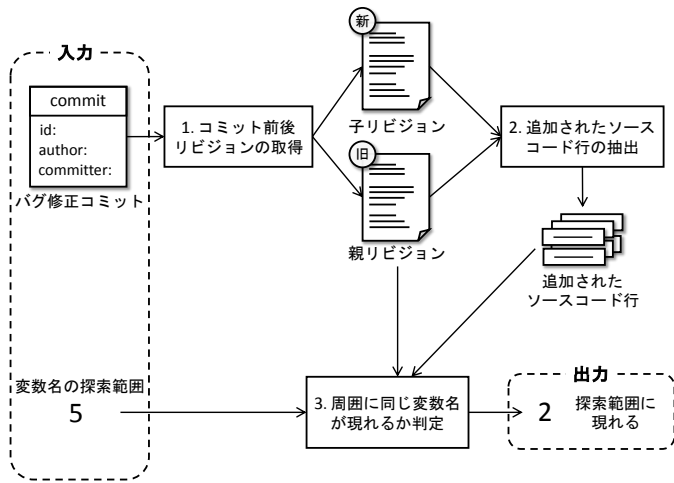 入力
commit
id:
author:
committer:
バグ修正コミット
1. コミット前後
リビジョンの取得
新
子リビジョン
旧
親リビジョン
2. 追加されたソース
コード行の抽出
追加された
ソースコード行
変数名の探索範囲
5
3. 周囲に同じ変数名
が現れるか判定
出力
2
探索範囲に
現れる